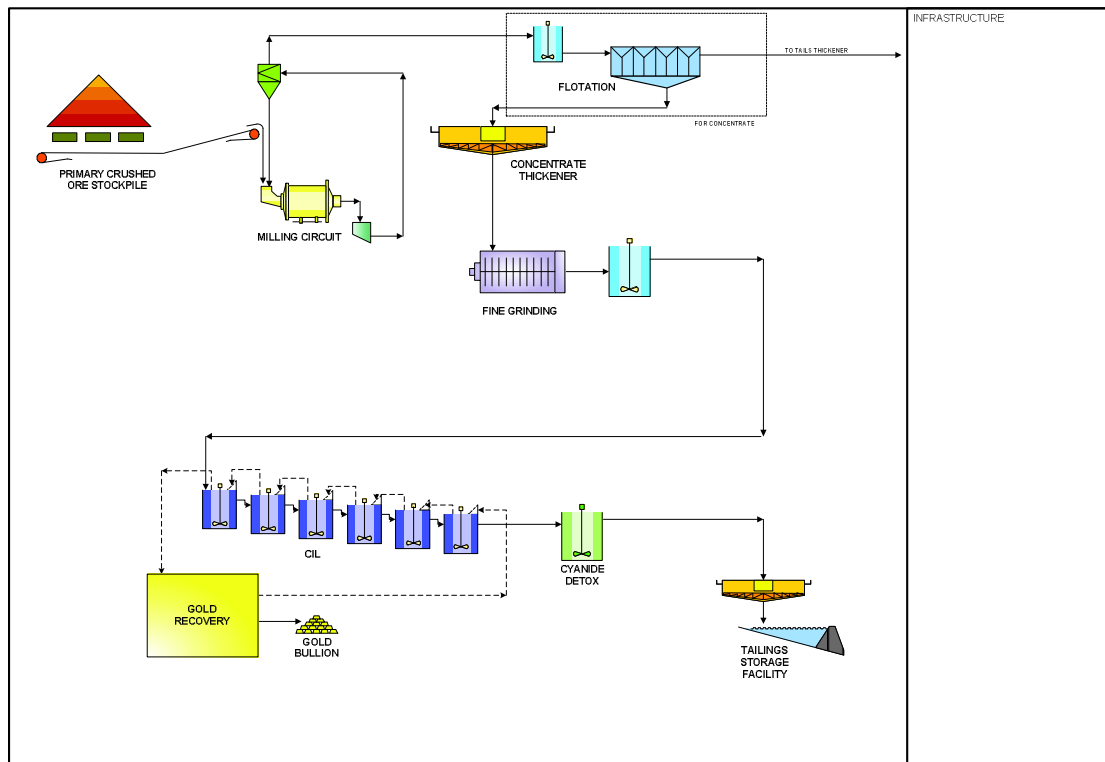 INFRASTRUCTURE
TO TAILS THICKENER
FLOTATION
FOR CONCENTRATE
PRIMARY CRUSHED
ORE STOCKPILE
CONCENTRATE
THICKENER
MILLING CIRCUIT
FINE GRINDING
CIL
CYANIDE
DETOX
GOLD
RECOVERY
GOLD
BULLION
TAILINGS
STORAGE
FACILITY